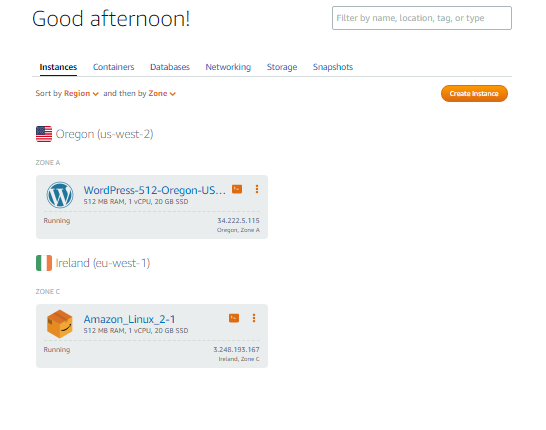 Good afternoon!
Filter by name, location, tag, or type
Instances Containers Databases Networking Storage Snapshots
Sort by Region and then by Zone
Create instance
Oregon (us-west-2)
ZONE A
WordPress-512-Oregon-US...
512 MB RAM, 1 vCPU, 20 GB SSD
Running 34.222.5.115
Oregon, Zone A
Ireland (eu-west-1)
ZONE C
Amazon_Linux_2-1
512 MB RAM, 1 vCPU, 20 GB SSD
Running 3.248.193.167
Ireland, Zone C